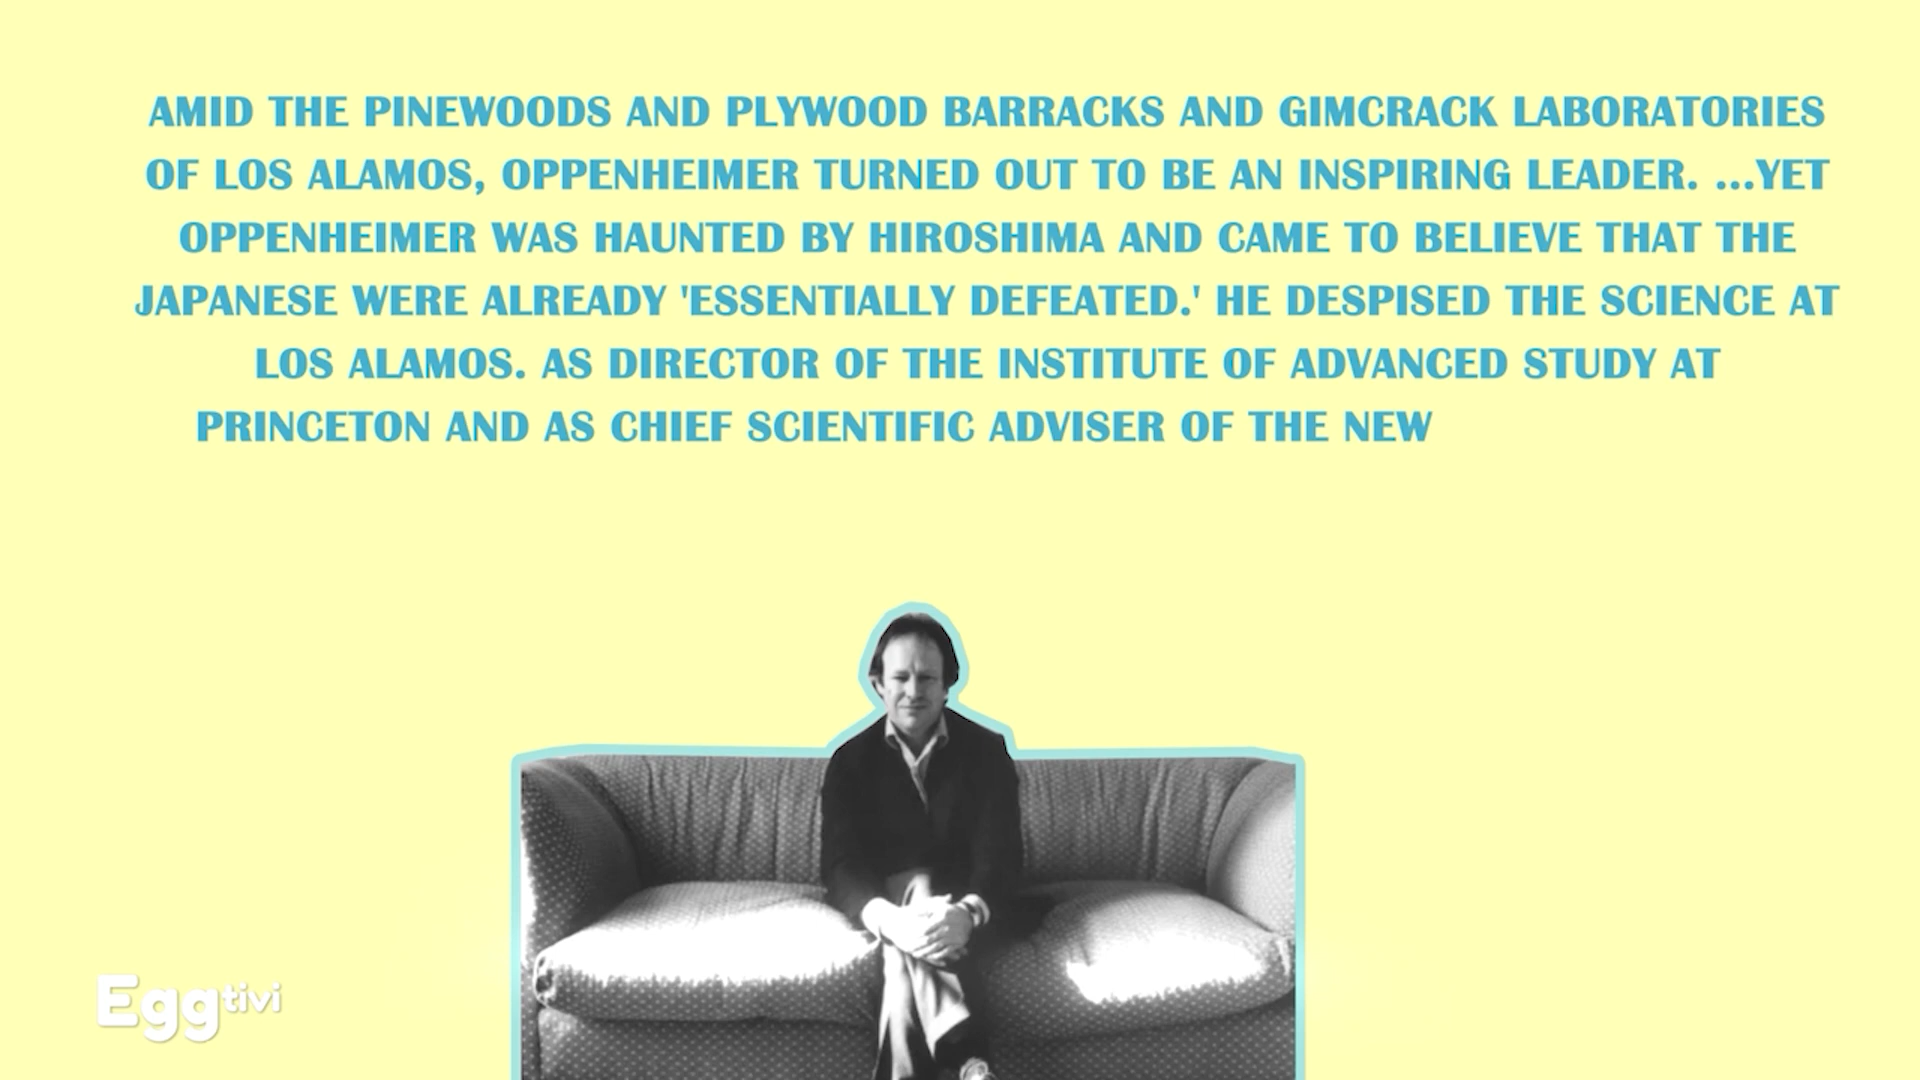 AMID THE PINEWOODS AND PLYWOOD BARRACKS AND GIMCRACK LABORATORIES
OF LOS ALAMOS, OPPENHEIMER TURNED OUT TO BE AN INSPIRING LEADER. ...YET
OPPENHEIMER WAS HAUNTED BY HIROSHIMA AND CAME TO BELIEVE THAT THE
JAPANESE WERE ALREADY 'ESSENTIALLY DEFEATED.' HE DESPISED THE SCIENCE AT
LOS ALAMOS. AS DIRECTOR OF THE INSTITUTE OF ADVANCED STUDY AT
PRINCETON AND AS CHIEF SCIENTIFIC ADVISER OF THE NEW
Eggtivi